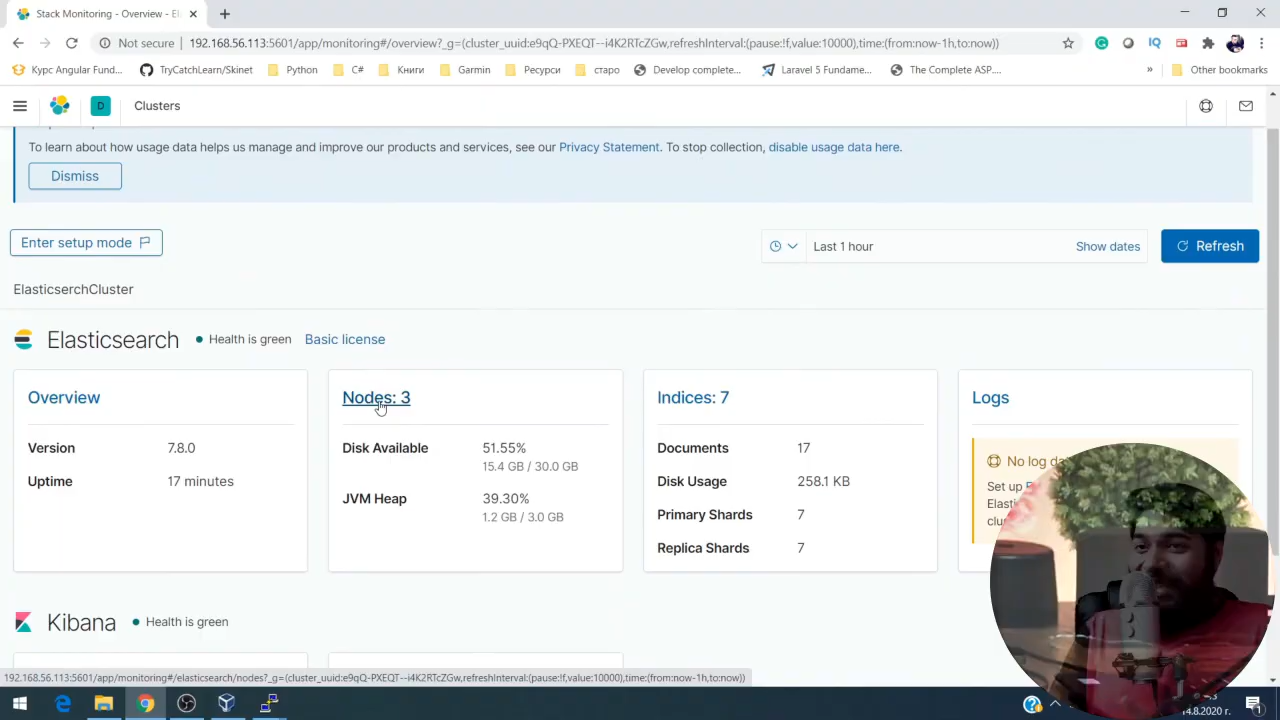 Stack Monitoring - Overview - El
Not secure
192.168.56.113:5601/app/monitoring#/overview?_g=(cluster_uuid:e9qQ-PXEQT--i4K2RTcZGw,refreshInterval:(pause:!f,value:10000),time:(from:now-1h,to:now))
IQ
Курс Angular Fund...
TryCatchLearn/Skinet
Python
C#
Книги
Garmin
Ресурси
старо
Develop complete...
Laravel 5 Fundame...
The Complete ASP....
»
Other bookmarks
D
Clusters
To learn about how usage data helps us manage and improve our products and services, see our Privacy Statement. To stop collection, disable usage data here.
Dismiss
Enter setup mode
Last 1 hour
Show dates
Refresh
ElasticserchCluster
Elasticsearch
Health is green
Basic license
Overview
Version 7.8.0
Uptime 17 minutes
Nodes: 3
Disk Available 51.55%
15.4 GB / 30.0 GB
JVM Heap 39.30%
1.2 GB / 3.0 GB
Indices: 7
Documents 17
Disk Usage 258.1 KB
Primary Shards 7
Replica Shards 7
Logs
No log
Set up
Kibana
Health is green
192.168.56.113:5601/app/monitoring#/elasticsearch/nodes?_g=(cluster_uuid:e9qQ-PXEQT--i4K2RTcZGw,refreshInterval:(pause:!f,value:10000),time:(from:now-1h,to:now))
14.8.2020 г.
1